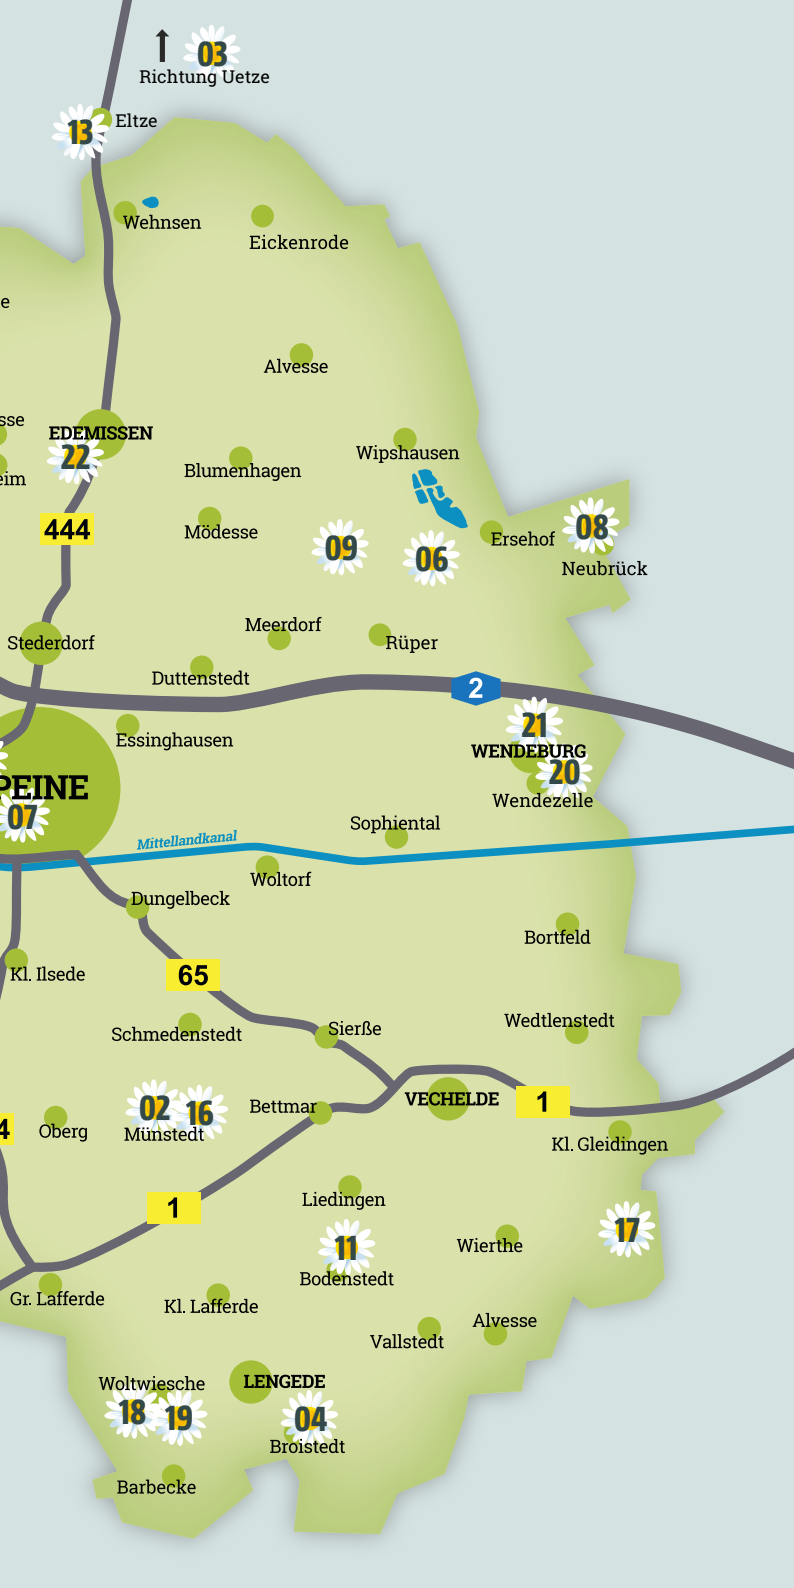 03
Richtung Uetze
13
Eltze
Wehnsen
Eickenrode
e
Alvesse
sse
EDEMISSEN
22
Wipshausen
Blumenhagen
eim
444
Mödesse
09
06
Ersehof
08
Neubrück
Meerdorf
Stederdorf
Rüper
Duttenstedt
2
21
Essinghausen
WENDEBURG
20
PEINE
07
Wendezelle
Sophiental
Mittellandkanal
Woltorf
Dungelbeck
Bortfeld
Kl. Ilsede
65
Schmedenstedt
Sierße
Wedtlenstedt
02
16
Bettmar
VECHELDE
1
4
Oberg
Münstedt
Kl. Gleidingen
Liedingen
1
17
11
Wierthe
Bodenstedt
Gr. Lafferde
Kl. Lafferde
Alvesse
Vallstedt
Woltwiesche
LENGEDE
18
19
04
Broistedt
Barbecke